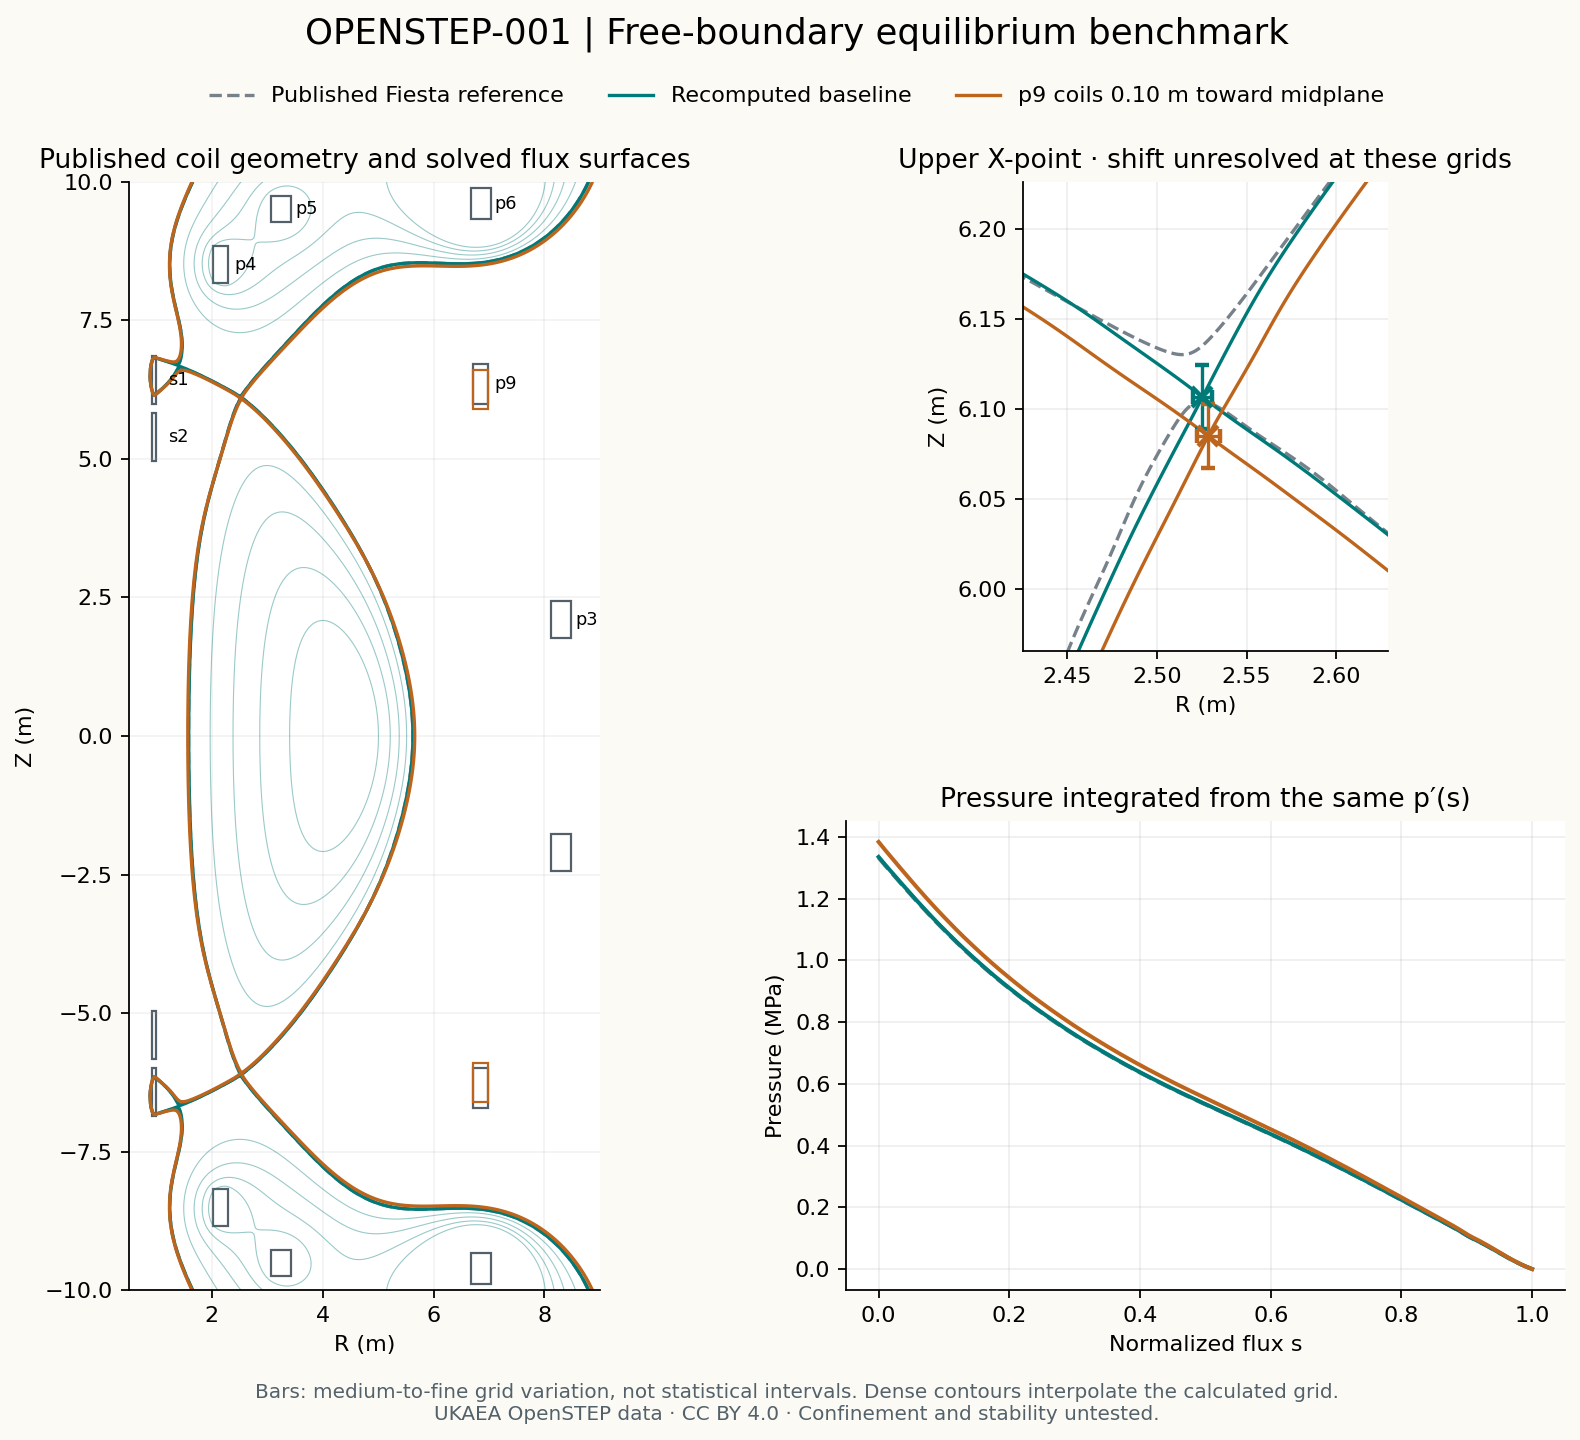 OPENSTEP-001 | Free-boundary equilibrium benchmark
Published Fiesta reference
Recomputed baseline
p9 coils 0.10 m toward midplane
Published coil geometry and solved flux surfaces
10.0
7.5
5.0
2.5
0.0
−2.5
−5.0
−7.5
−10.0
Z (m)
p5
p6
p4
s1
p9
s2
p3
2
4
6
8
R (m)
Upper X-point · shift unresolved at these grids
6.20
6.15
6.10
6.05
6.00
Z (m)
2.45
2.50
2.55
2.60
R (m)
Pressure integrated from the same p′(s)
1.4
1.2
1.0
0.8
0.6
0.4
0.2
0.0
Pressure (MPa)
0.0
0.2
0.4
0.6
0.8
1.0
Normalized flux s
Bars: medium-to-fine grid variation, not statistical intervals. Dense contours interpolate the calculated grid.
UKAEA OpenSTEP data · CC BY 4.0 · Confinement and stability untested.